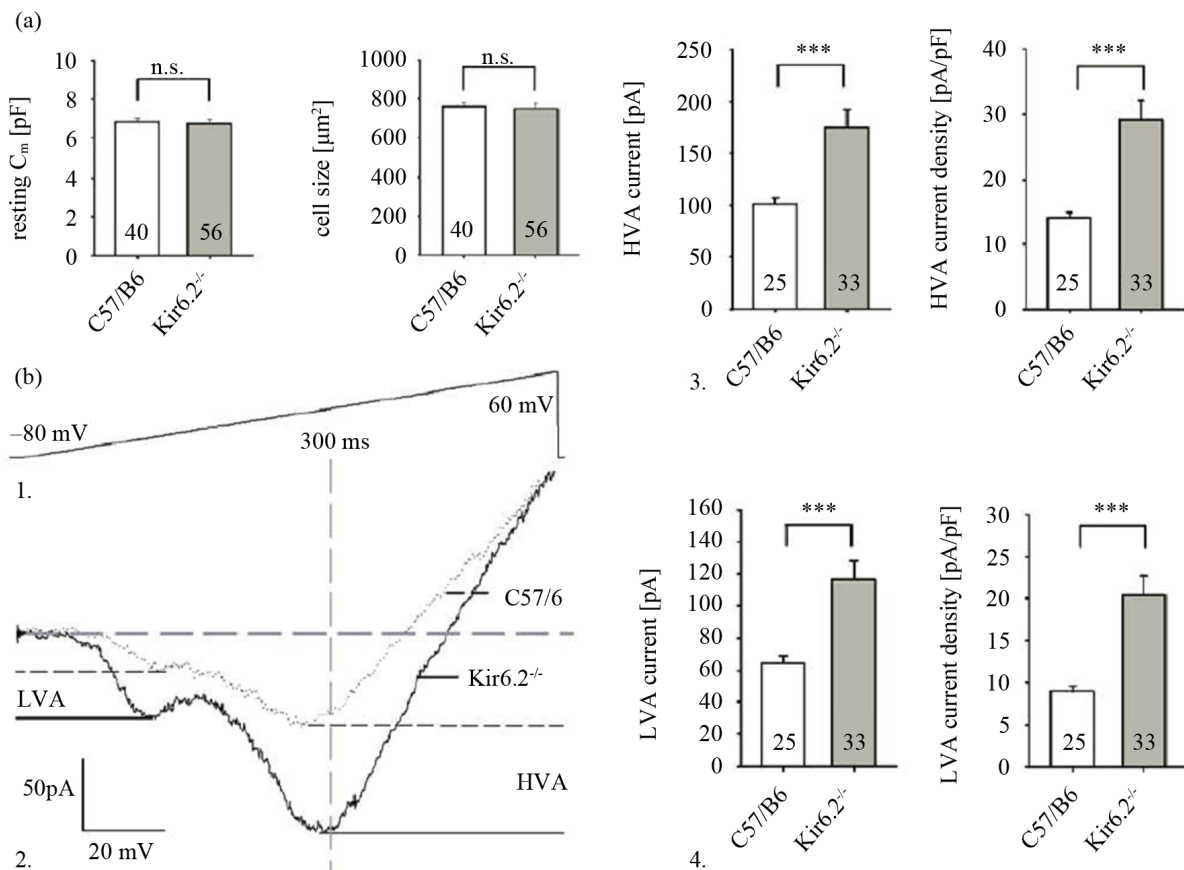 (a)
10
8
6
4
2
0
resting Cm [pF]
n.s.
40
56
C57/B6
Kir6.2-/-
1000
800
600
400
200
0
cell size [µm²]
n.s.
40
56
C57/B6
Kir6.2-/-
250
200
150
100
50
0
HVA current [pA]
***
25
33
C57/B6
Kir6.2-/-
40
30
20
10
0
HVA current density [pA/pF]
***
25
33
C57/B6
Kir6.2-/-
3.
(b)
–80 mV
60 mV
300 ms
1.
C57/6
Kir6.2-/-
LVA
HVA
50pA
20 mV
2.
160
140
120
100
80
60
40
20
0
LVA current [pA]
***
25
33
C57/B6
Kir6.2-/-
30
25
20
15
10
5
0
LVA current density [pA/pF]
***
25
33
C57/B6
Kir6.2-/-
4.